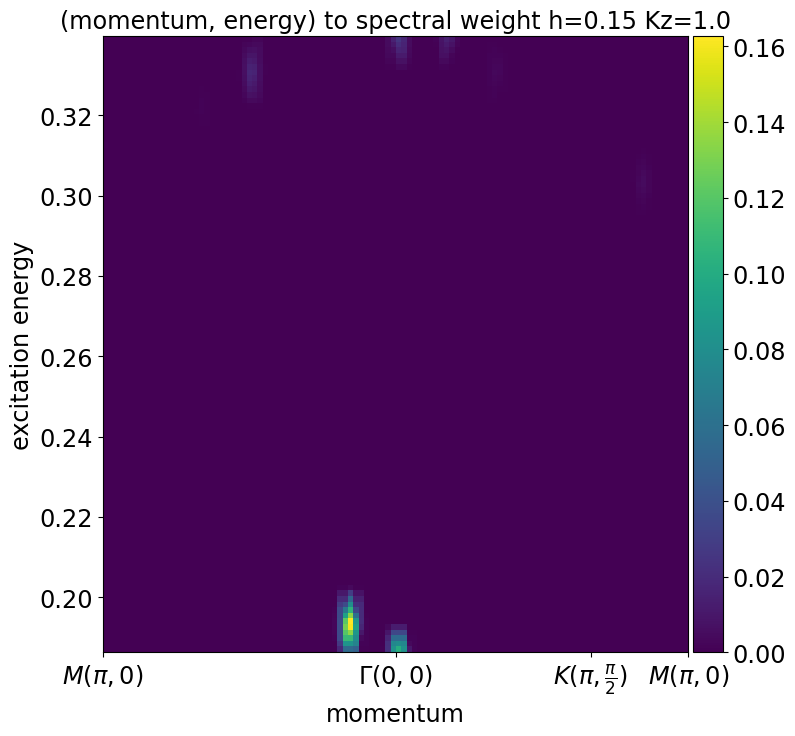 (momentum, energy) to spectral weight h=0.15 Kz=1.0
excitation energy
0.32
0.30
0.28
0.26
0.24
0.22
0.20
M(π, 0)
Γ(0, 0)
K(π, π/2)
M(π, 0)
momentum
0.16
0.14
0.12
0.10
0.08
0.06
0.04
0.02
0.00